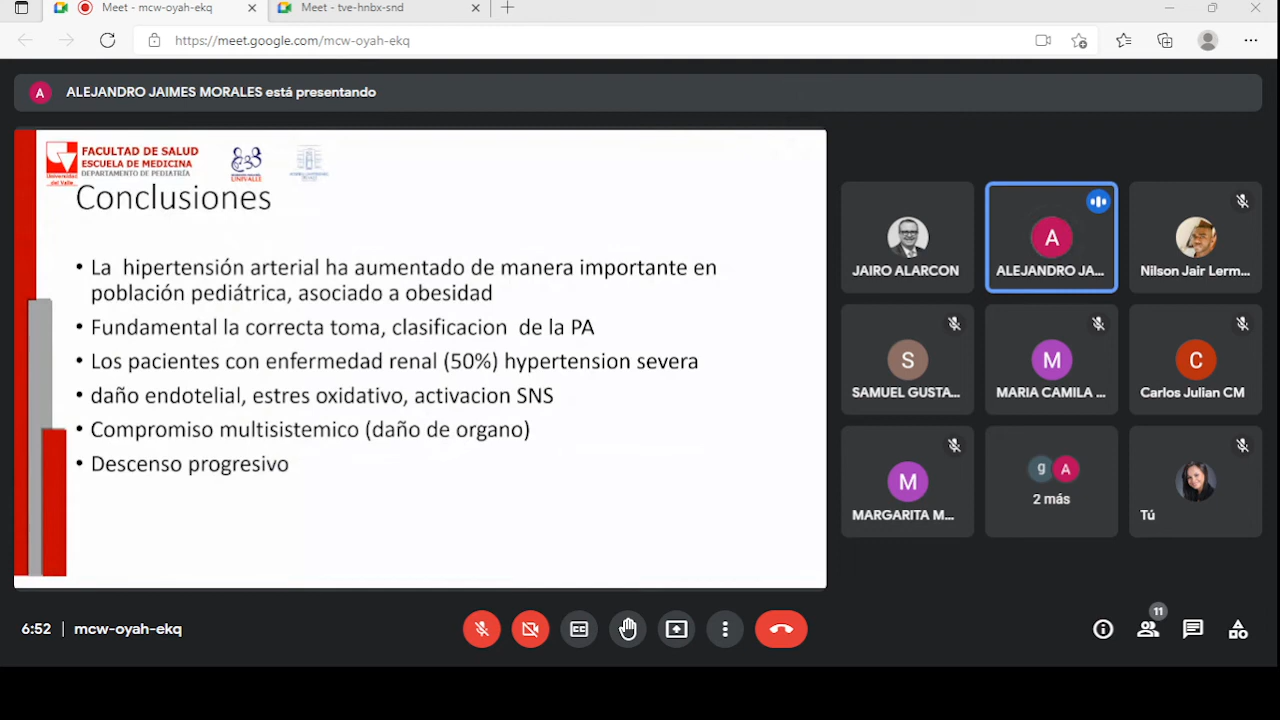 Meet - mcw-oyah-ekq
Meet - tve-hnbx-snd
https://meet.google.com/mcw-oyah-ekq
A
ALEJANDRO JAIMES MORALES está presentando
Universidad
del Valle
FACULTAD DE SALUD
ESCUELA DE MEDICINA
DEPARTAMENTO DE PEDIATRÍA
UNIVALLE
Conclusiones
• La  hipertensión arterial ha aumentado de manera importante en
población pediátrica, asociado a obesidad
• Fundamental la correcta toma, clasificacion  de la PA
• Los pacientes con enfermedad renal (50%) hypertension severa
• daño endotelial, estres oxidativo, activacion SNS
• Compromiso multisistemico (daño de organo)
• Descenso progresivo
JAIRO ALARCON
A
ALEJANDRO JA...
Nilson Jair Lerm...
S
SAMUEL GUSTA...
M
MARIA CAMILA ...
C
Carlos Julian CM
M
MARGARITA M...
g A
2 más
Tú
6:52 | mcw-oyah-ekq
CC
11